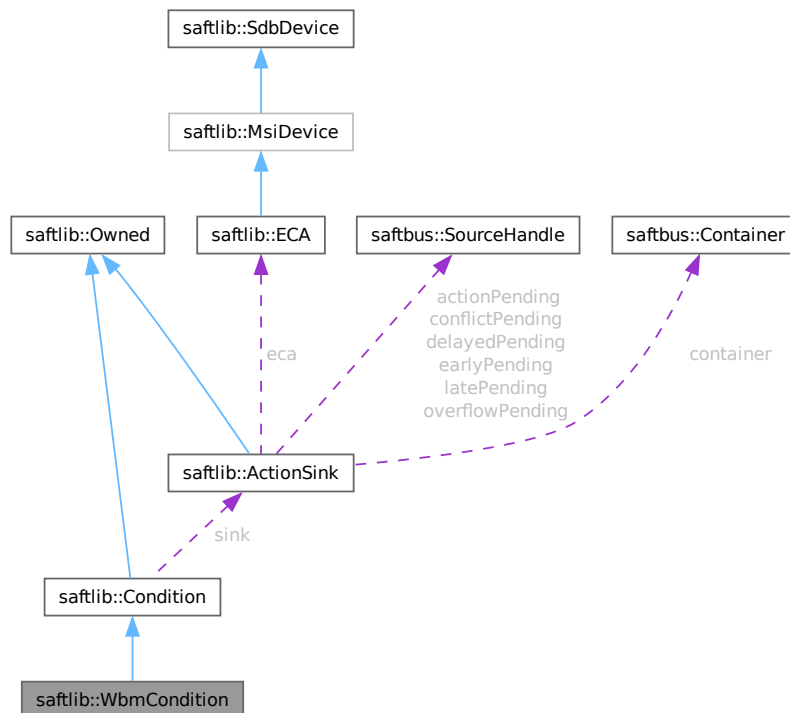 saftlib::SdbDevice
saftlib::MsiDevice
saftlib::Owned
saftlib::ECA
saftbus::SourceHandle
saftbus::Container
actionPending
conflictPending
delayedPending
earlyPending
latePending
overflowPending
eca
container
saftlib::ActionSink
sink
saftlib::Condition
saftlib::WbmCondition